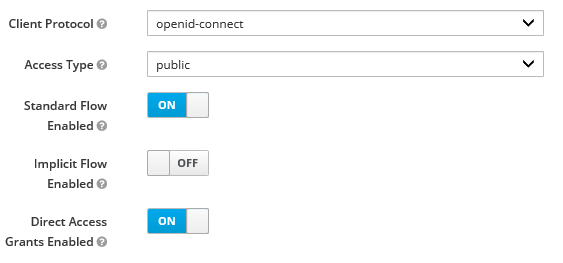 Client Protocol
openid-connect
Access Type
public
Standard Flow
Enabled
ON
Implicit Flow
Enabled
OFF
Direct Access
Grants Enabled
ON